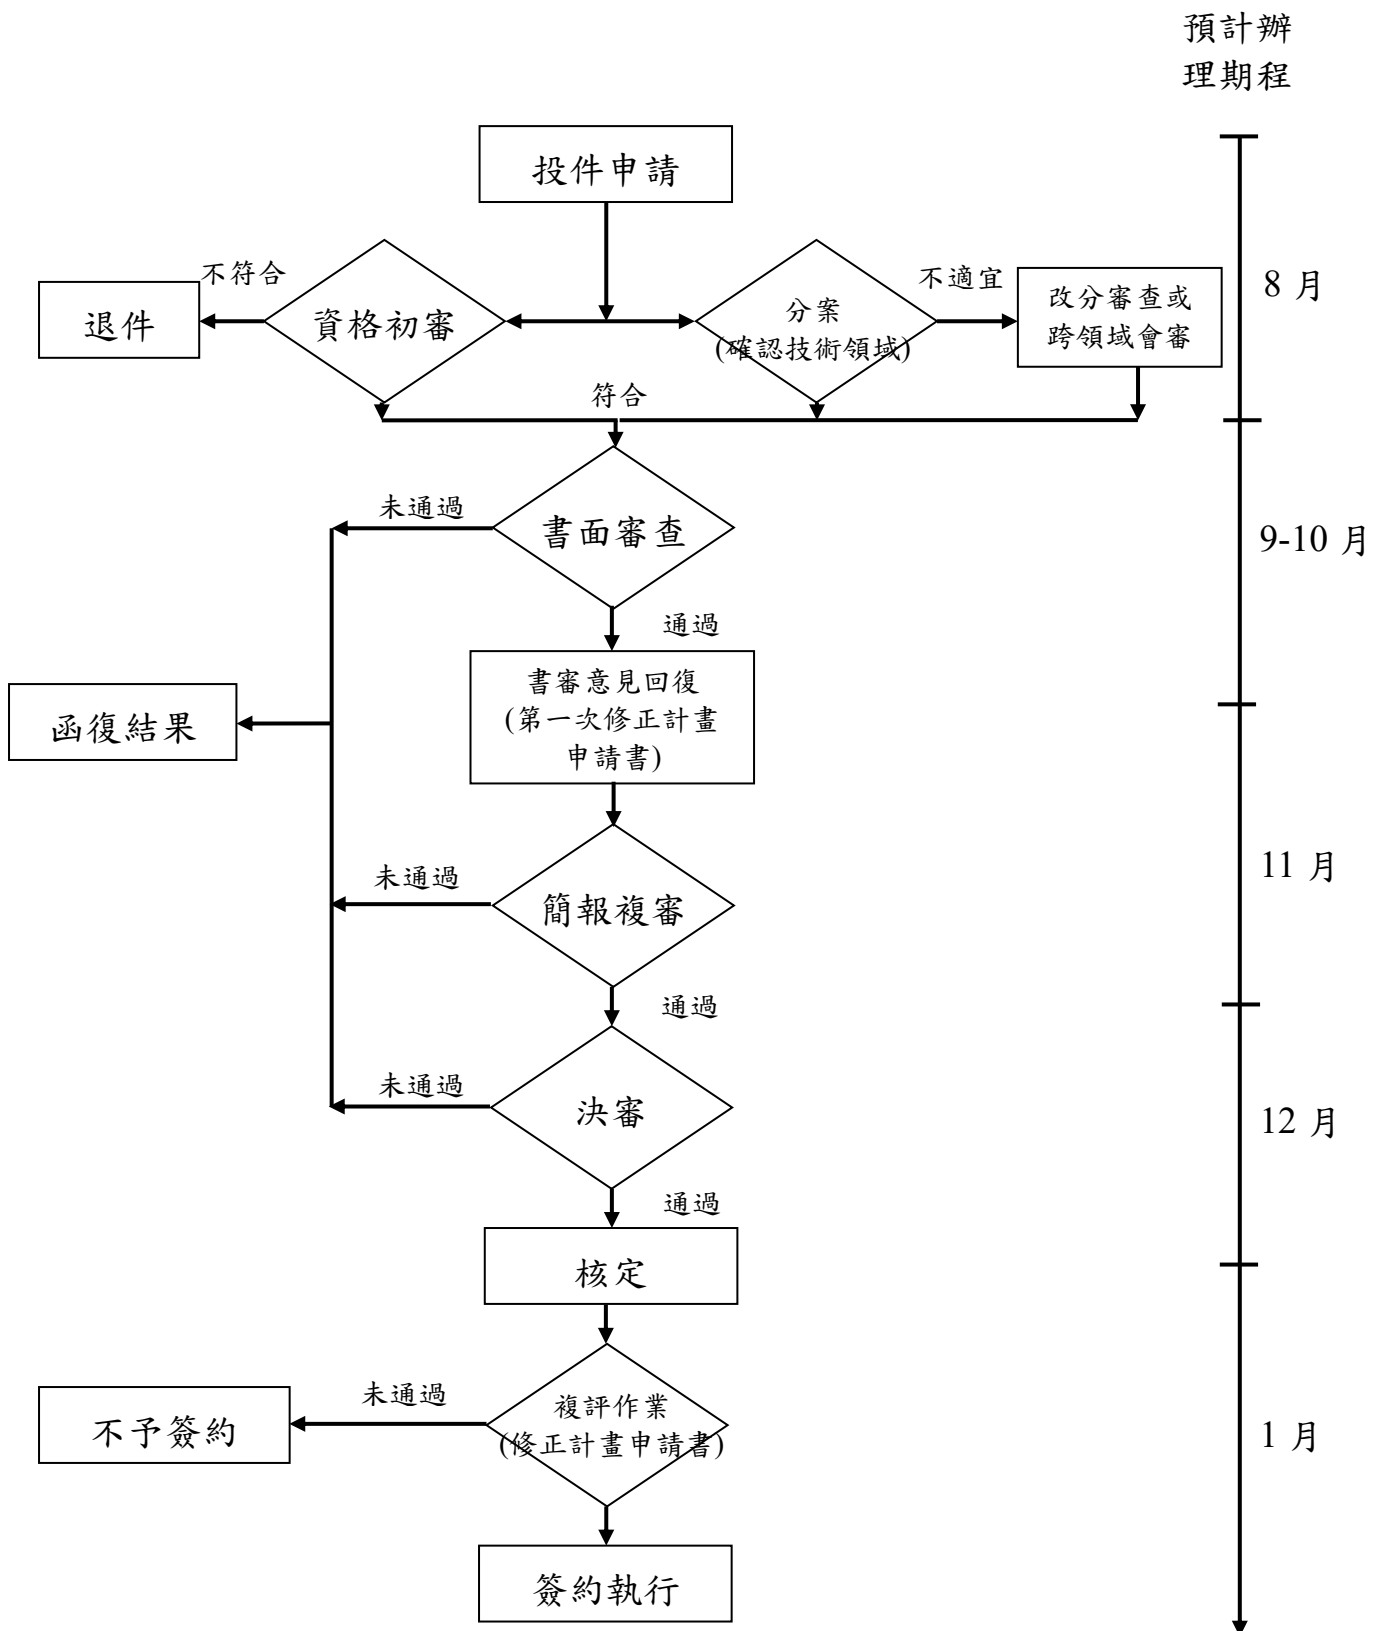 預計辦
理期程
投件申請
不符合
退件
資格初審
分案
(確認技術領域)
不適宜
改分審查或
跨領域會審
8 月
符合
未通過
書面審查
9-10 月
通過
書審意見回復
(第一次修正計畫
申請書)
函復結果
未通過
簡報複審
11 月
通過
未通過
決審
12 月
通過
核定
未通過
不予簽約
複評作業
(修正計畫申請書)
1 月
簽約執行